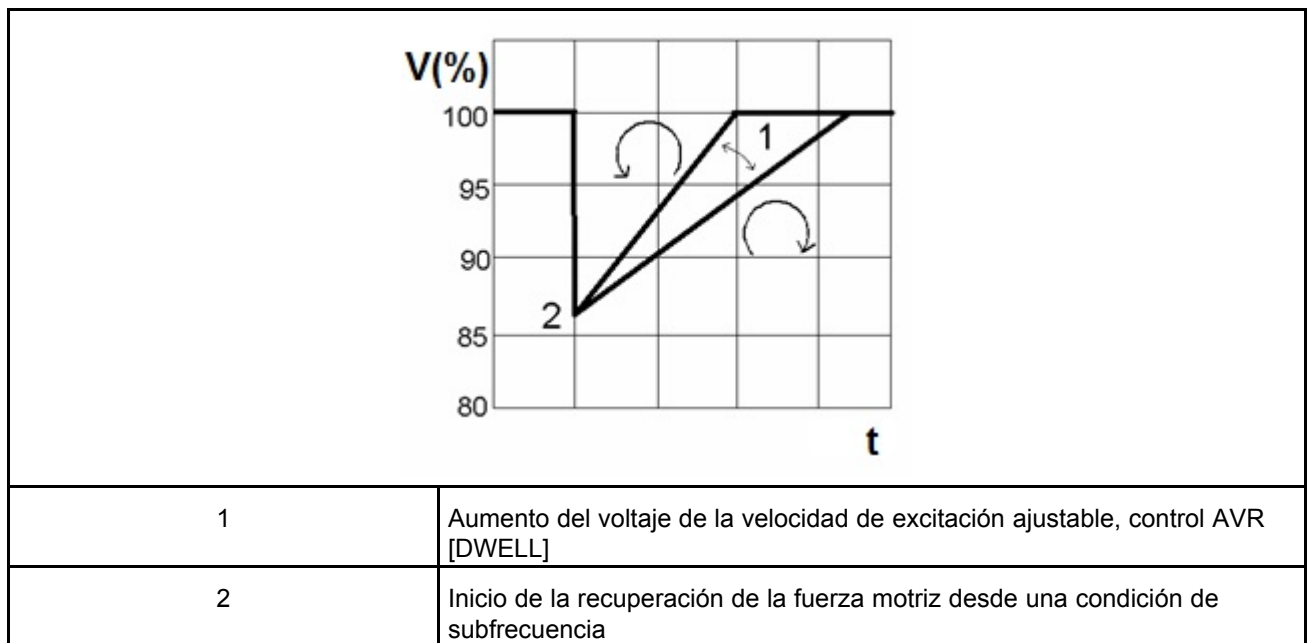 V(%)
100
1
95
90
2
85
80
t
1
Aumento del voltaje de la velocidad de excitación ajustable, control AVR
[DWELL]
2
Inicio de la recuperación de la fuerza motriz desde una condición de
subfrecuencia